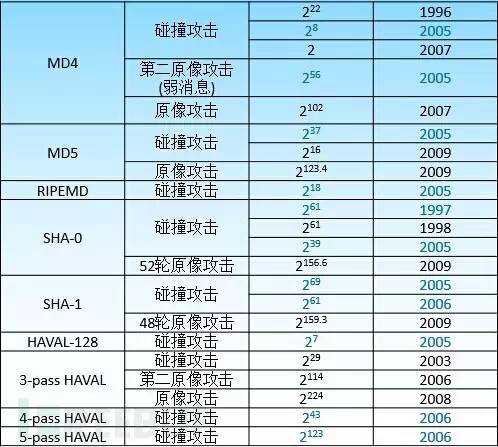 MD4 碰撞攻击 2^22 1996
2^8 2005
2 2007
第二原像攻击(弱消息) 2^56 2005
原像攻击 2^102 2007
MD5 碰撞攻击 2^37 2005
2^16 2009
原像攻击 2^123.4 2009
RIPEMD 碰撞攻击 2^18 2005
SHA-0 碰撞攻击 2^61 1997
2^61 1998
2^39 2005
52轮原像攻击 2^156.6 2009
SHA-1 碰撞攻击 2^69 2005
2^61 2006
48轮原像攻击 2^159.3 2009
HAVAL-128 碰撞攻击 2^7 2005
3-pass HAVAL 碰撞攻击 2^29 2003
第二原像攻击 2^114 2006
原像攻击 2^224 2008
4-pass HAVAL 碰撞攻击 2^43 2006
5-pass HAVAL 碰撞攻击 2^123 2006